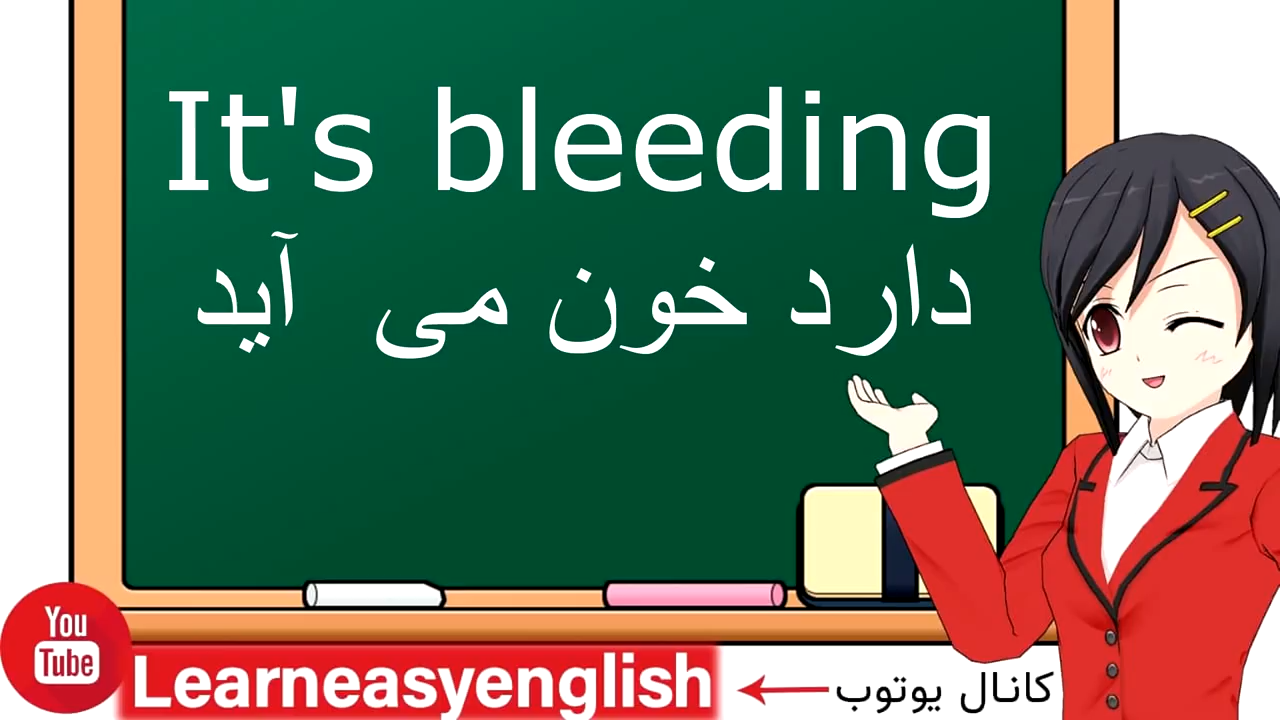 It's bleeding
دارد خون می آید
You
Tube
Learneasyenglish
کانال یوتوب